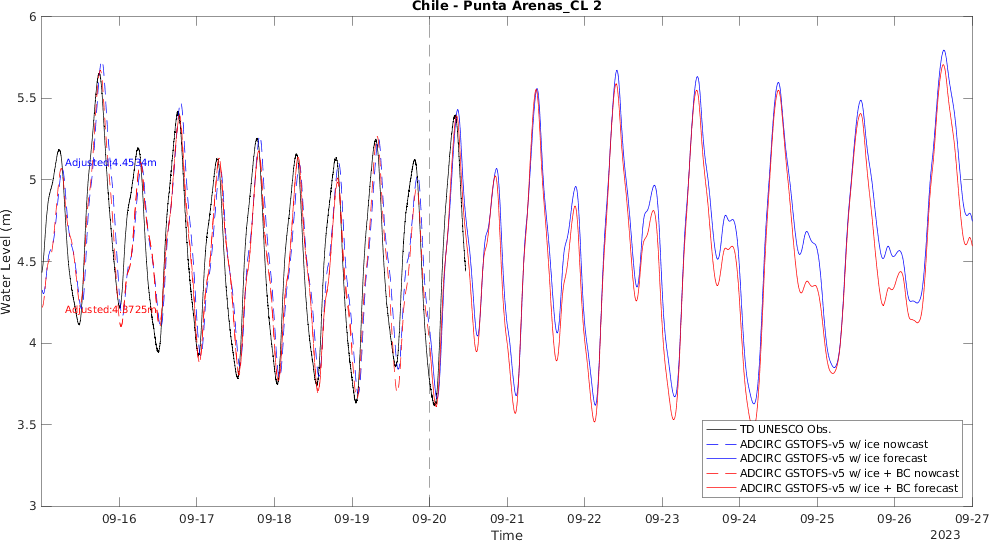 Chile - Punta Arenas_CL 2
Water Level (m)
6
5.5
5
4.5
4
3.5
3
Adjusted:4.4534m
Adjusted:4.3725m
TD UNESCO Obs.
ADCIRC GSTOFS-v5 w/ ice nowcast
ADCIRC GSTOFS-v5 w/ ice forecast
ADCIRC GSTOFS-v5 w/ ice + BC nowcast
ADCIRC GSTOFS-v5 w/ ice + BC forecast
09-16 09-17 09-18 09-19 09-20 09-21 09-22 09-23 09-24 09-25 09-26 09-27
Time
2023